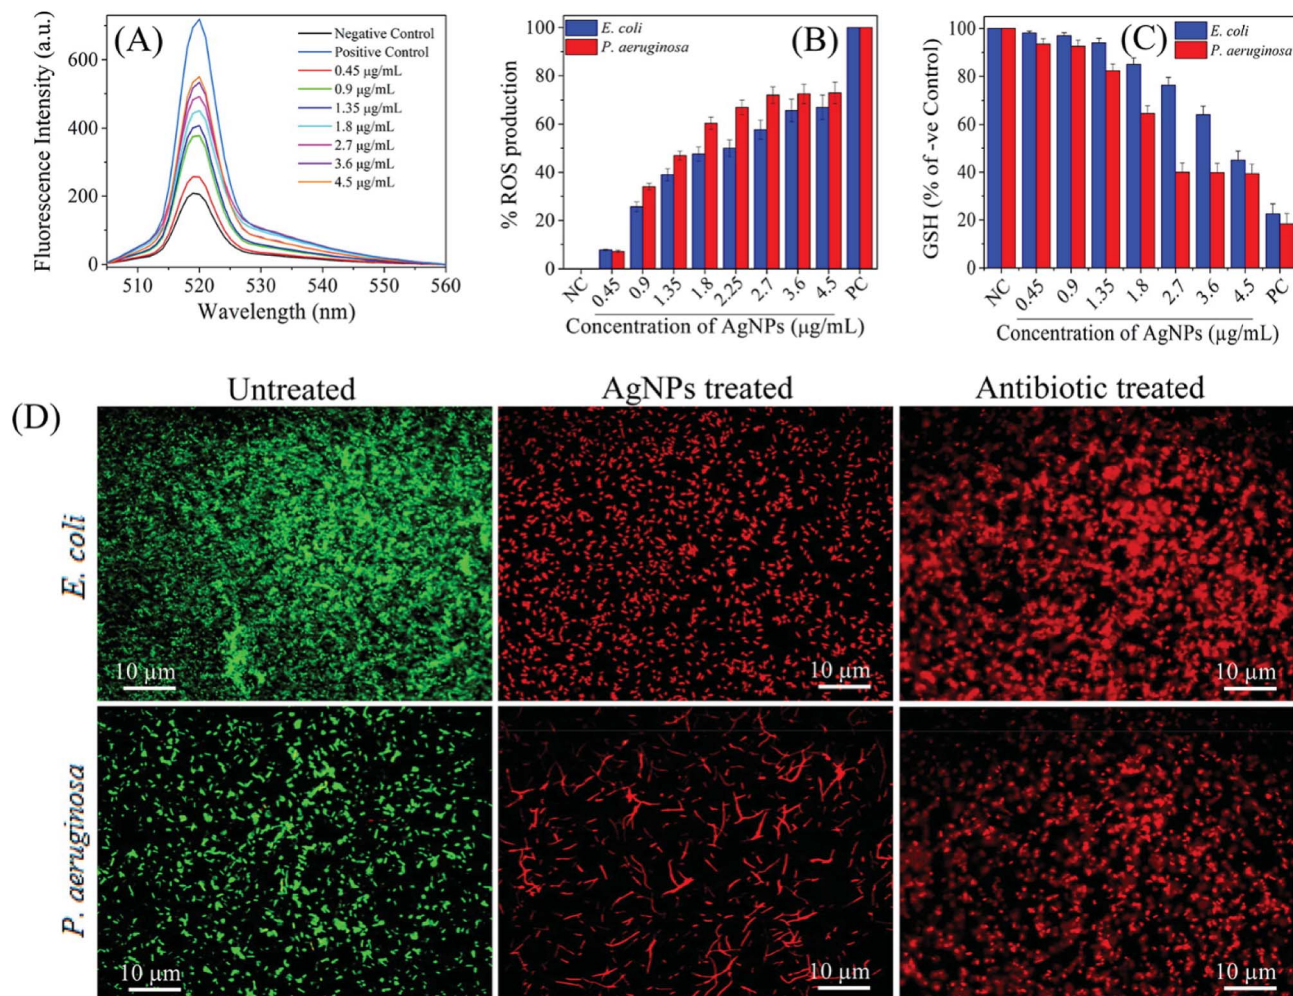 (A)
Fluorescence Intensity (a.u.)
600
400
200
0
510
520
530
540
550
560
Wavelength (nm)
Negative Control
Positive Control
0.45 μg/mL
0.9 μg/mL
1.35 μg/mL
1.8 μg/mL
2.7 μg/mL
3.6 μg/mL
4.5 μg/mL
(B)
E. coli
P. aeruginosa
% ROS production
100
80
60
40
20
0
NC
0.45
0.9
1.35
1.8
2.25
2.7
3.6
4.5
PC
Concentration of AgNPs (μg/mL)
(C)
E. coli
P. aeruginosa
GSH (% of -ve Control)
100
80
60
40
20
0
NC
0.45
0.9
1.35
1.8
2.7
3.6
4.5
PC
Concentration of AgNPs (μg/mL)
(D)
Untreated
AgNPs treated
Antibiotic treated
E. coli
10 μm
10 μm
10 μm
P. aeruginosa
10 μm
10 μm
10 μm